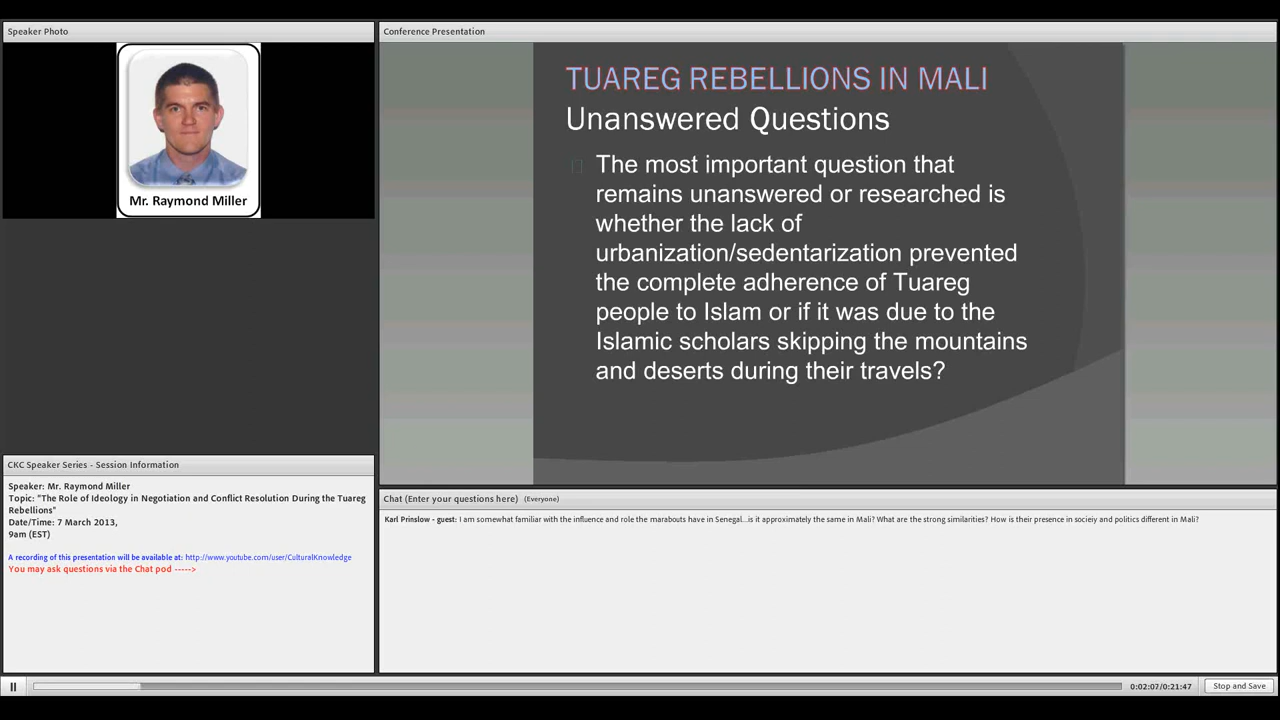 Speaker Photo
Mr. Raymond Miller
Conference Presentation
TUAREG REBELLIONS IN MALI
Unanswered Questions
The most important question that
remains unanswered or researched is
whether the lack of
urbanization/sedentarization prevented
the complete adherence of Tuareg
people to Islam or if it was due to the
Islamic scholars skipping the mountains
and deserts during their travels?
CKC Speaker Series - Session Information
Speaker: Mr. Raymond Miller
Topic: "The Role of Ideology in Negotiation and Conflict Resolution During the Tuareg
Rebellions"
Date/Time: 7 March 2013,
9am (EST)
A recording of this presentation will be available at: http://www.youtube.com/user/CulturalKnowledge
You may ask questions via the Chat pod ----->
Chat (Enter your questions here) (Everyone)
Karl Prinslow - guest: I am somewhat familiar with the influence and role the marabouts have in Senegal...is it approximately the same in Mali? What are the strong similarities? How is their presence in socieiy and politics different in Mali?
0:02:07/0:21:47
Stop and Save